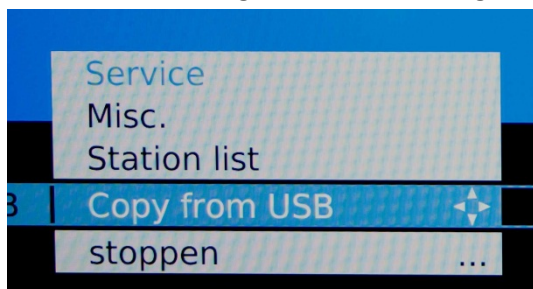 Service
Misc.
Station list
Copy from USB
stoppen ...